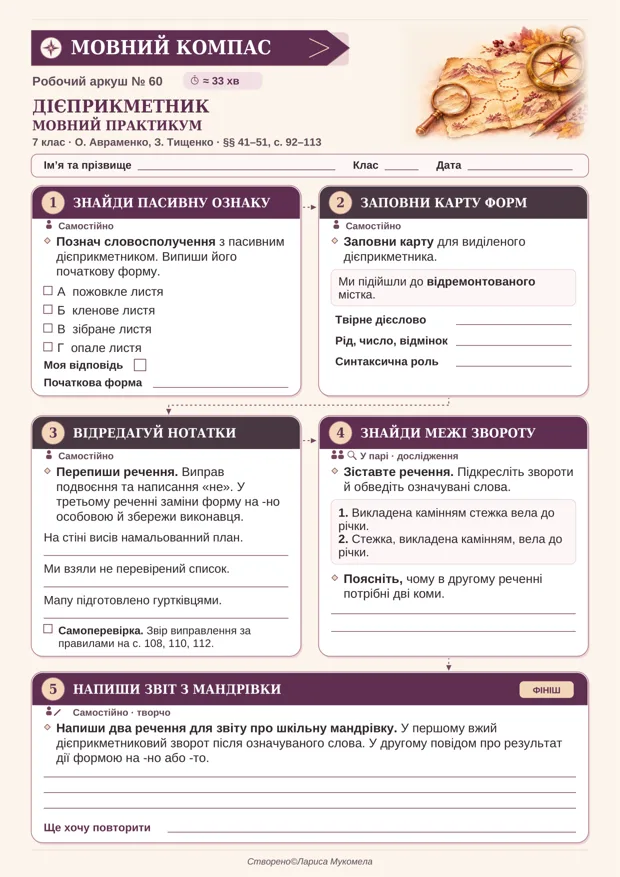 МОВНИЙ КОМПАС
Робочий аркуш № 60
≈ 33 хв
ДІЄПРИКМЕТНИК
МОВНИЙ ПРАКТИКУМ
7 клас · О. Авраменко, З. Тищенко · §§ 41–51, с. 92–113
Ім'я та прізвище
Клас
Дата
1 ЗНАЙДИ ПАСИВНУ ОЗНАКУ
Самостійно
Познач словосполучення з пасивним
дієприкметником. Випиши його
початкову форму.
А пожовкле листя
Б кленове листя
В зібране листя
Г опале листя
Моя відповідь
Початкова форма
2 ЗАПОВНИ КАРТУ ФОРМ
Самостійно
Заповни карту для виділеного
дієприкметника.
Ми підійшли до відремонтованого
містка.
Твірне дієслово
Рід, число, відмінок
Синтаксична роль
3 ВІДРЕДАГУЙ НОТАТКИ
Самостійно
Перепиши речення. Виправ
подвоєння та написання «не». У
третьому реченні заміни форму на -но
особовою й збережи виконавця.
На стіні висів намальованний план.
Ми взяли не перевірений список.
Мапу підготовлено гуртківцями.
Самоперевірка. Звір виправлення за
правилами на с. 108, 110, 112.
4 ЗНАЙДИ МЕЖІ ЗВОРОТУ
У парі · дослідження
Зіставте речення. Підкресліть звороти
й обведіть означувані слова.
1. Викладена камінням стежка вела до
річки.
2. Стежка, викладена камінням, вела до
річки.
Поясніть, чому в другому реченні
потрібні дві коми.
5 НАПИШИ ЗВІТ З МАНДРІВКИ
ФІНІШ
Самостійно · творчо
Напиши два речення для звіту про шкільну мандрівку. У першому вжий
дієприкметниковий зворот після означуваного слова. У другому повідом про результат
дії формою на -но або -то.
Ще хочу повторити
Створено©Лариса Мукомела